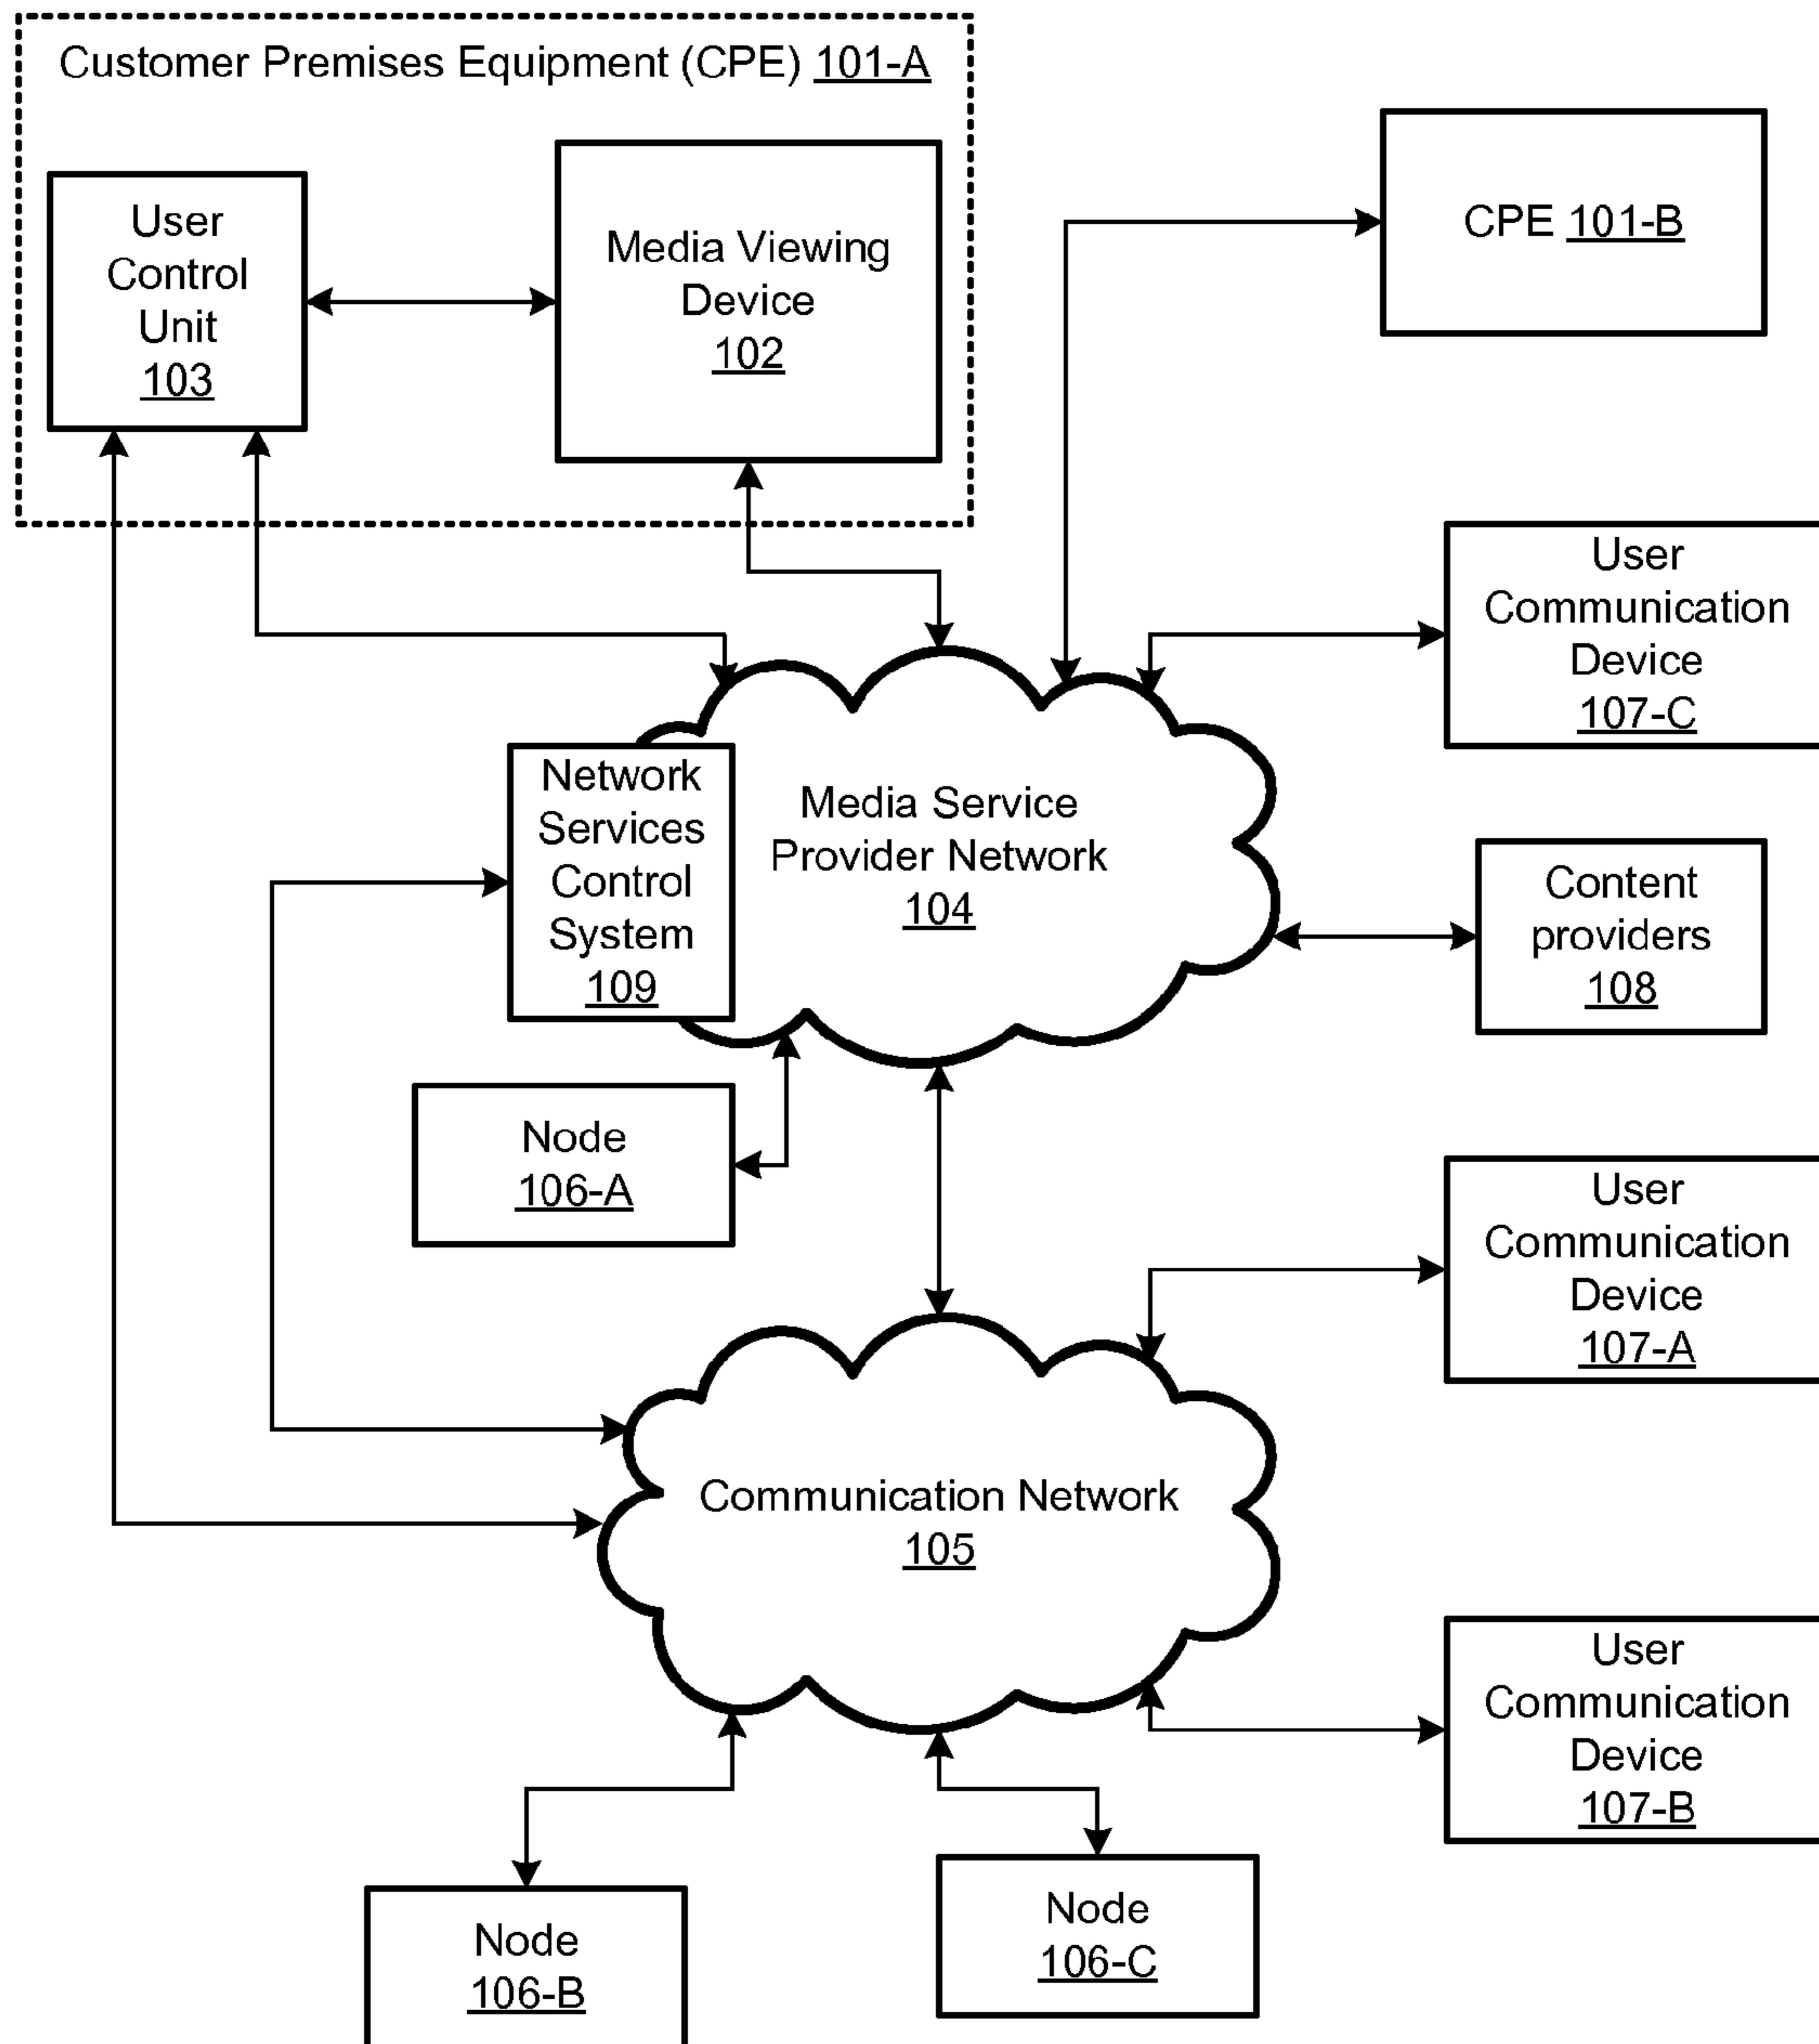 Customer Premises Equipment (CPE) 101-A
User
Control
Unit
103
Media Viewing
Device
102
CPE 101-B
User
Communication
Device
107-C
Network
Services
Control
System
109
Media Service
Provider Network
104
Content
providers
108
Node
106-A
User
Communication
Device
107-A
Communication Network
105
User
Communication
Device
107-B
Node
106-B
Node
106-C